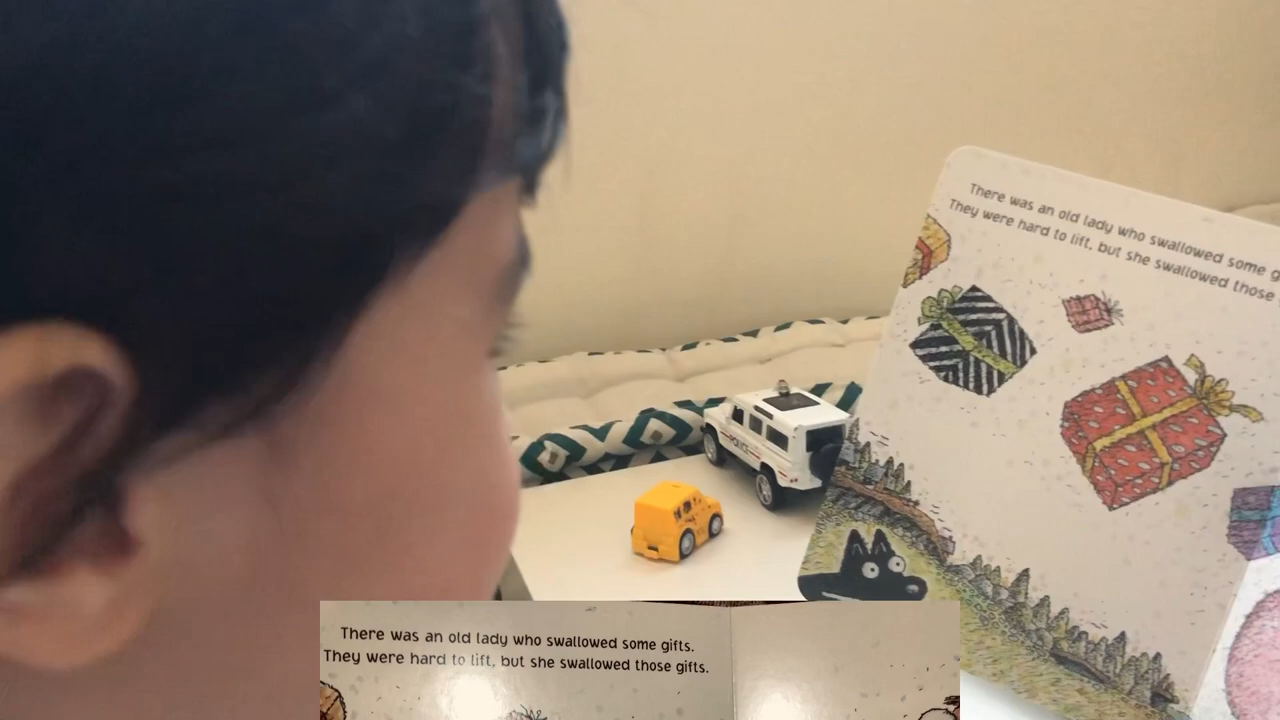 There was an old lady who swallowed some g
They were hard to lift, but she swallowed those
POLICE
There was an old lady who swallowed some gifts.
They were hard to lift, but she swallowed those gifts.